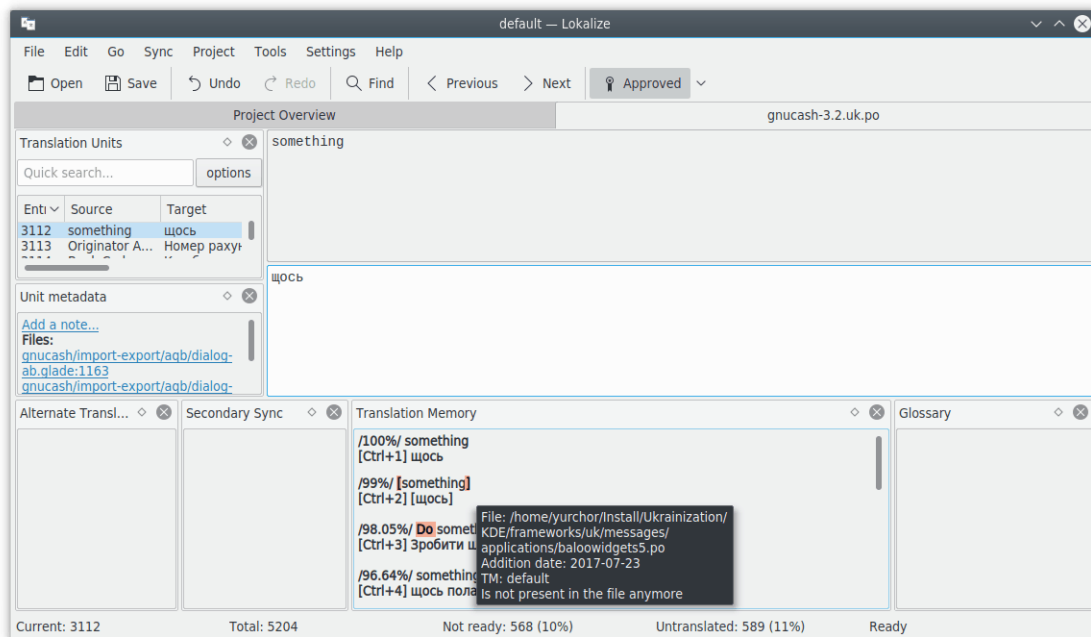 default — Lokalize
File Edit Go Sync Project Tools Settings Help
Open Save Undo Redo Find Previous Next Approved
Project Overview
gnucash-3.2.uk.po
Translation Units
Quick search...
options
Source Target
3112 something щось
3113 Originator A... Номер
something
щось
Unit metadata
Add a note...
Files:
gnucash/import-export/aqb/dialog-
ab.glade:1163
gnucash/import-export/aqb/dialog-
Alternate Transl...
Secondary Sync
Translation Memory
/100%/ something
[Ctrl+1] щось
/99%/ [something]
[Ctrl+2] [щось]
/98.05%/ Do
[Ctrl+3] Зробити
/96.64%/ something
[Ctrl+4] щось
File: /home/yurchor/Install/Ukrainization/
KDE/frameworks/uk/messages/
applications/baloowidgets5.po
Addition date: 2017-07-23
TM: default
Is not present in the file anymore
Glossary
Current: 3112 Total: 5204 Not ready: 568 (10%) Untranslated: 589 (11%) Ready